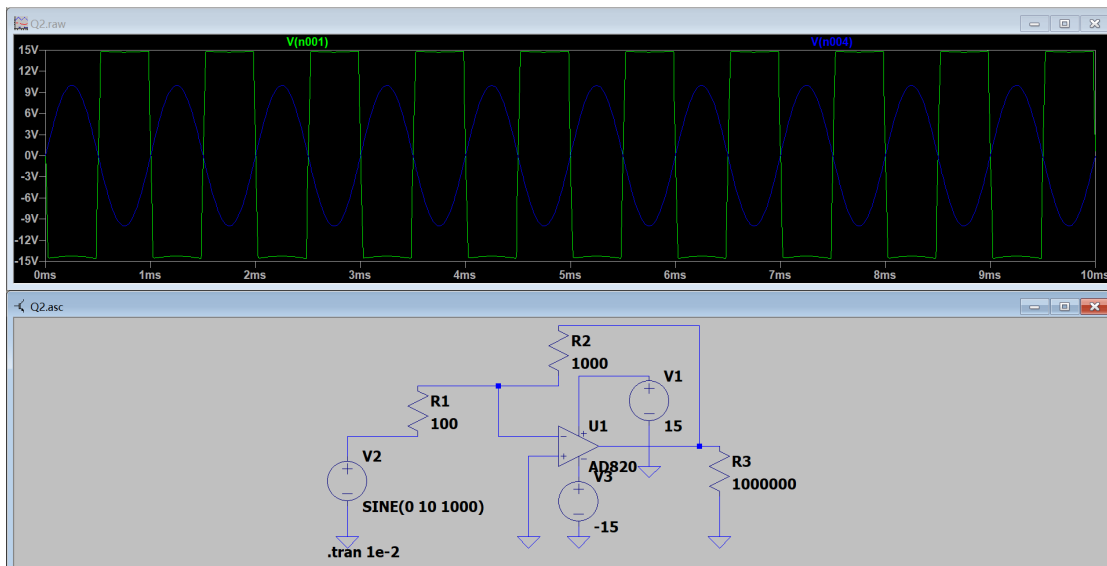 Q2.raw
V(n001) V(n004)
15V
12V
9V
6V
3V
0V
-3V
-6V
-9V
-12V
-15V
0ms 1ms 2ms 3ms 4ms 5ms 6ms 7ms 8ms 9ms 10ms
Q2.asc
R2
1000
V1
15
R1
100
U1
AD820
V2
SINE(0 10 1000)
V3
-15
R3
1000000
.tran 1e-2